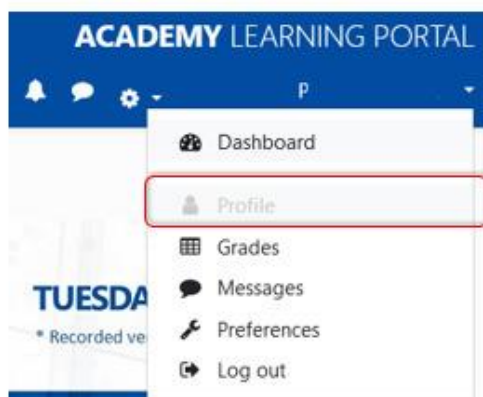 ACADEMY LEARNING PORTAL
p
Dashboard
Profile
Grades
TUESDA
Messages
* Recorded ve
Preferences
Log out